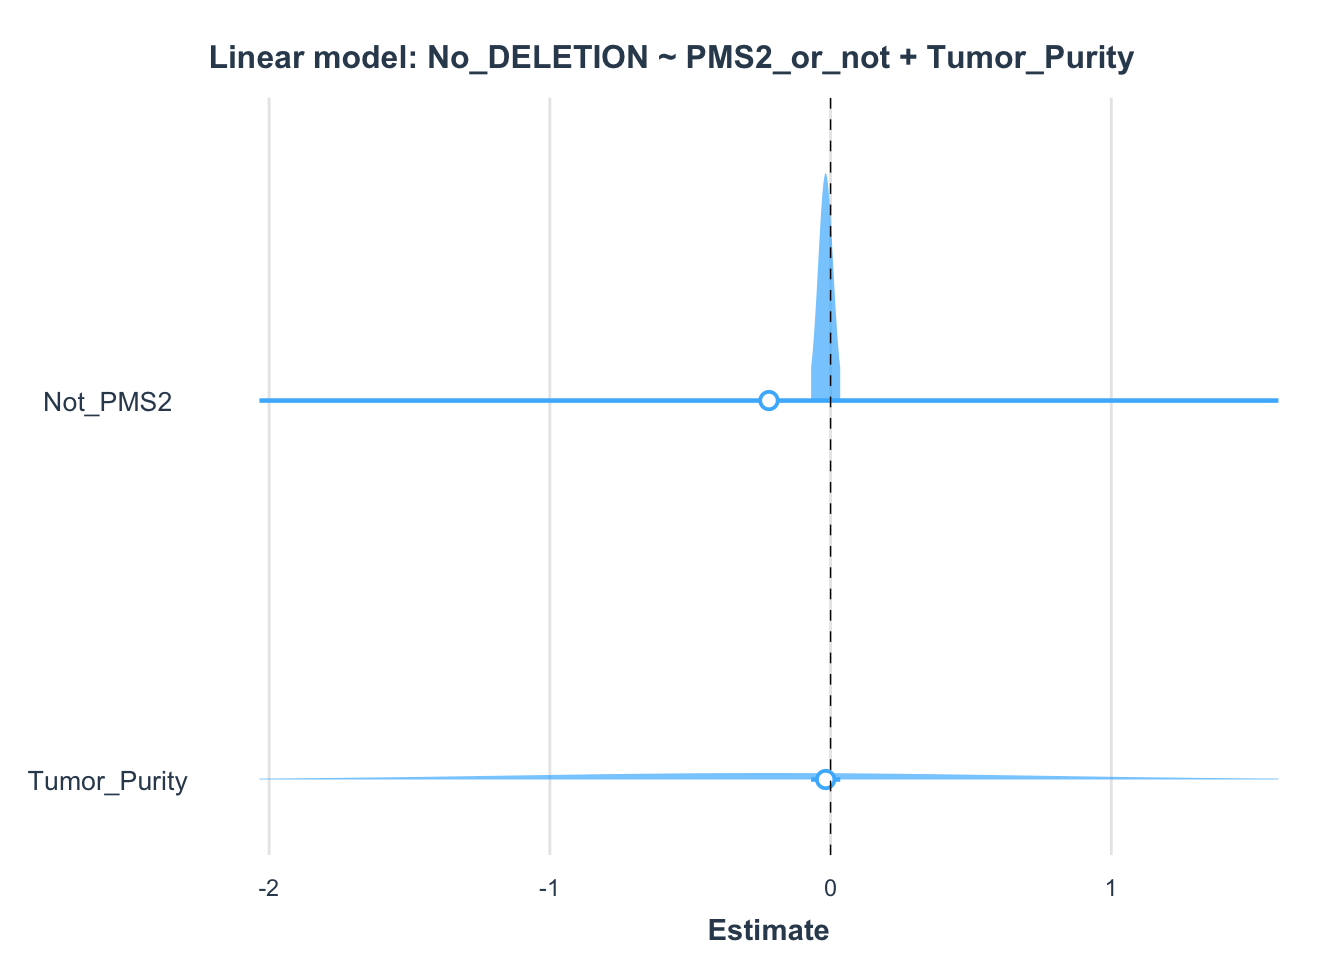 Linear model: No_DELETION ~ PMS2_or_not + Tumor_Purity
Not_PMS2
Tumor_Purity
-2 -1 0 1
Estimate